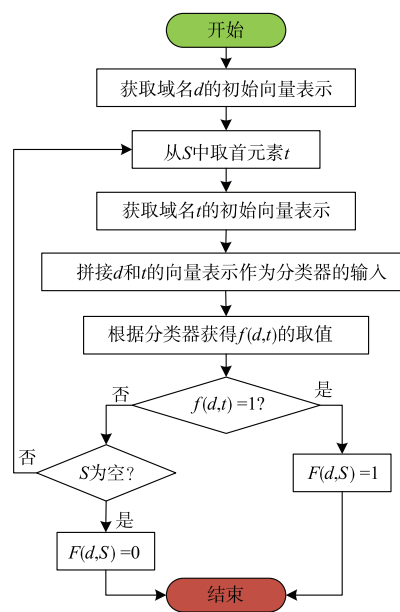 开始
获取域名d的初始向量表示
从S中取首元素t
获取域名t的初始向量表示
拼接d和t的向量表示作为分类器的输入
根据分类器获得f(d,t)的取值
否
f(d,t) =1?
是
否
S为空?
F(d,S) =1
是
F(d,S) =0
结束